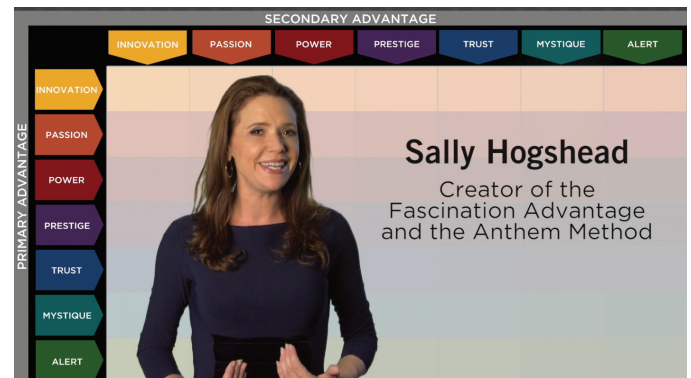 SECONDARY ADVANTAGE
INNOVATION PASSION POWER PRESTIGE TRUST MYSTIQUE ALERT
PRIMARY ADVANTAGE
INNOVATION
PASSION
POWER
PRESTIGE
TRUST
MYSTIQUE
ALERT
Sally Hogshead
Creator of the
Fascination Advantage
and the Anthem Method